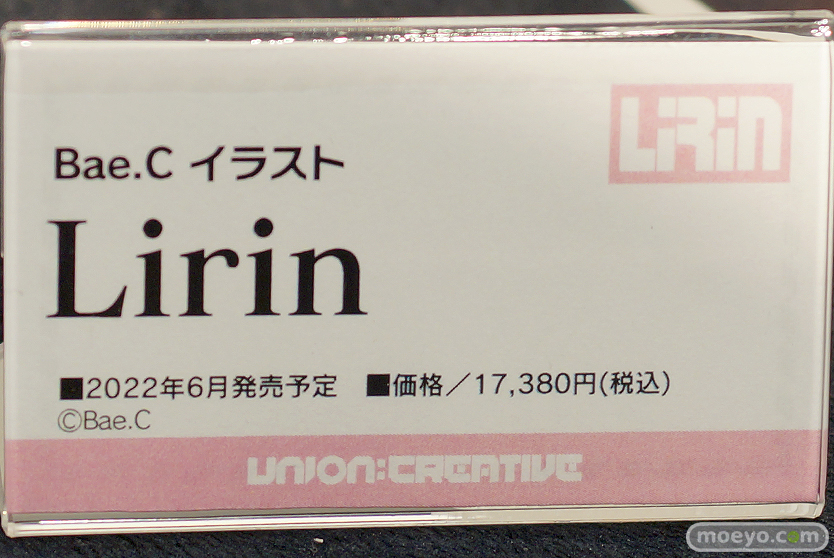 LiRin
Bae.C イラスト
Lirin
■2022年6月発売予定 ■価格／17,380円(税込)
©Bae.C
UNION:CREATIVE
moeyo.com